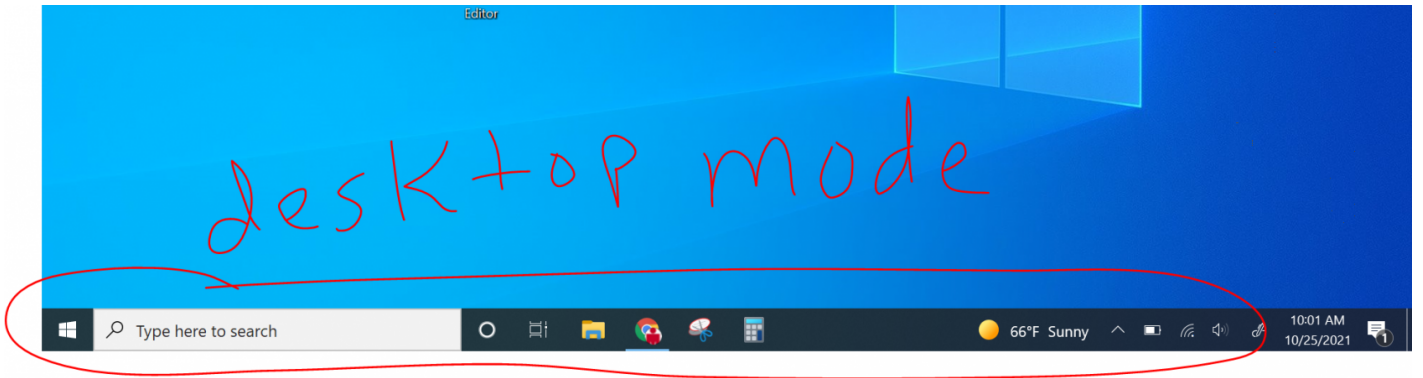 Editor
desktop mode
Type here to search
66°F Sunny
10:01 AM
10/25/2021
1